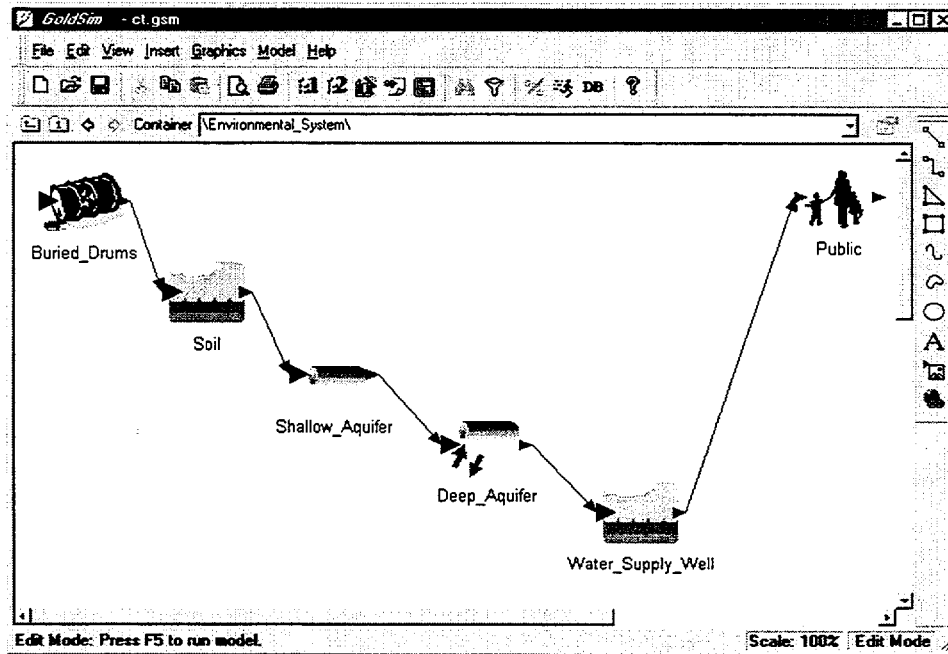 GoldSim - ct.gsm
File Edit View Insert Graphics Model Help
DB ?
Container \Environmental_System\
Buried_Drums
Public
Soil
Shallow_Aquifer
Deep_Aquifer
Water_Supply_Well
A
Edit Mode: Press F5 to run model. Scale: 100% Edit Mode